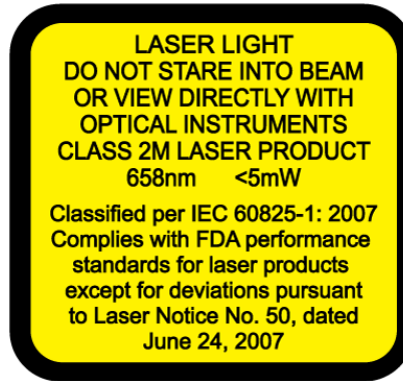 LASER LIGHT
DO NOT STARE INTO BEAM
OR VIEW DIRECTLY WITH
OPTICAL INSTRUMENTS
CLASS 2M LASER PRODUCT
658nm <5mW
Classified per IEC 60825-1: 2007
Complies with FDA performance
standards for laser products
except for deviations pursuant
to Laser Notice No. 50, dated
June 24, 2007